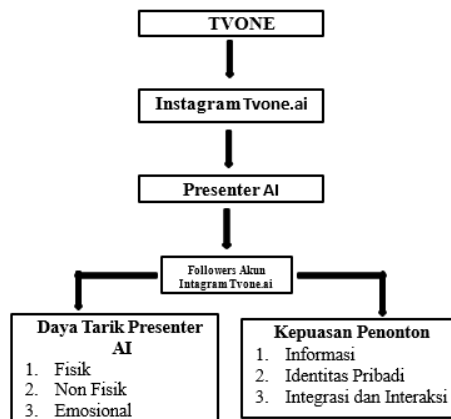 TVONE
Instagram Tvone.ai
Presenter AI
Followers Akun
Intagram Tvone.ai
Daya Tarik Presenter
AI
1. Fisik
2. Non Fisik
3. Emosional
Kepuasan Penonton
1. Informasi
2. Identitas Pribadi
3. Integrasi dan Interaksi